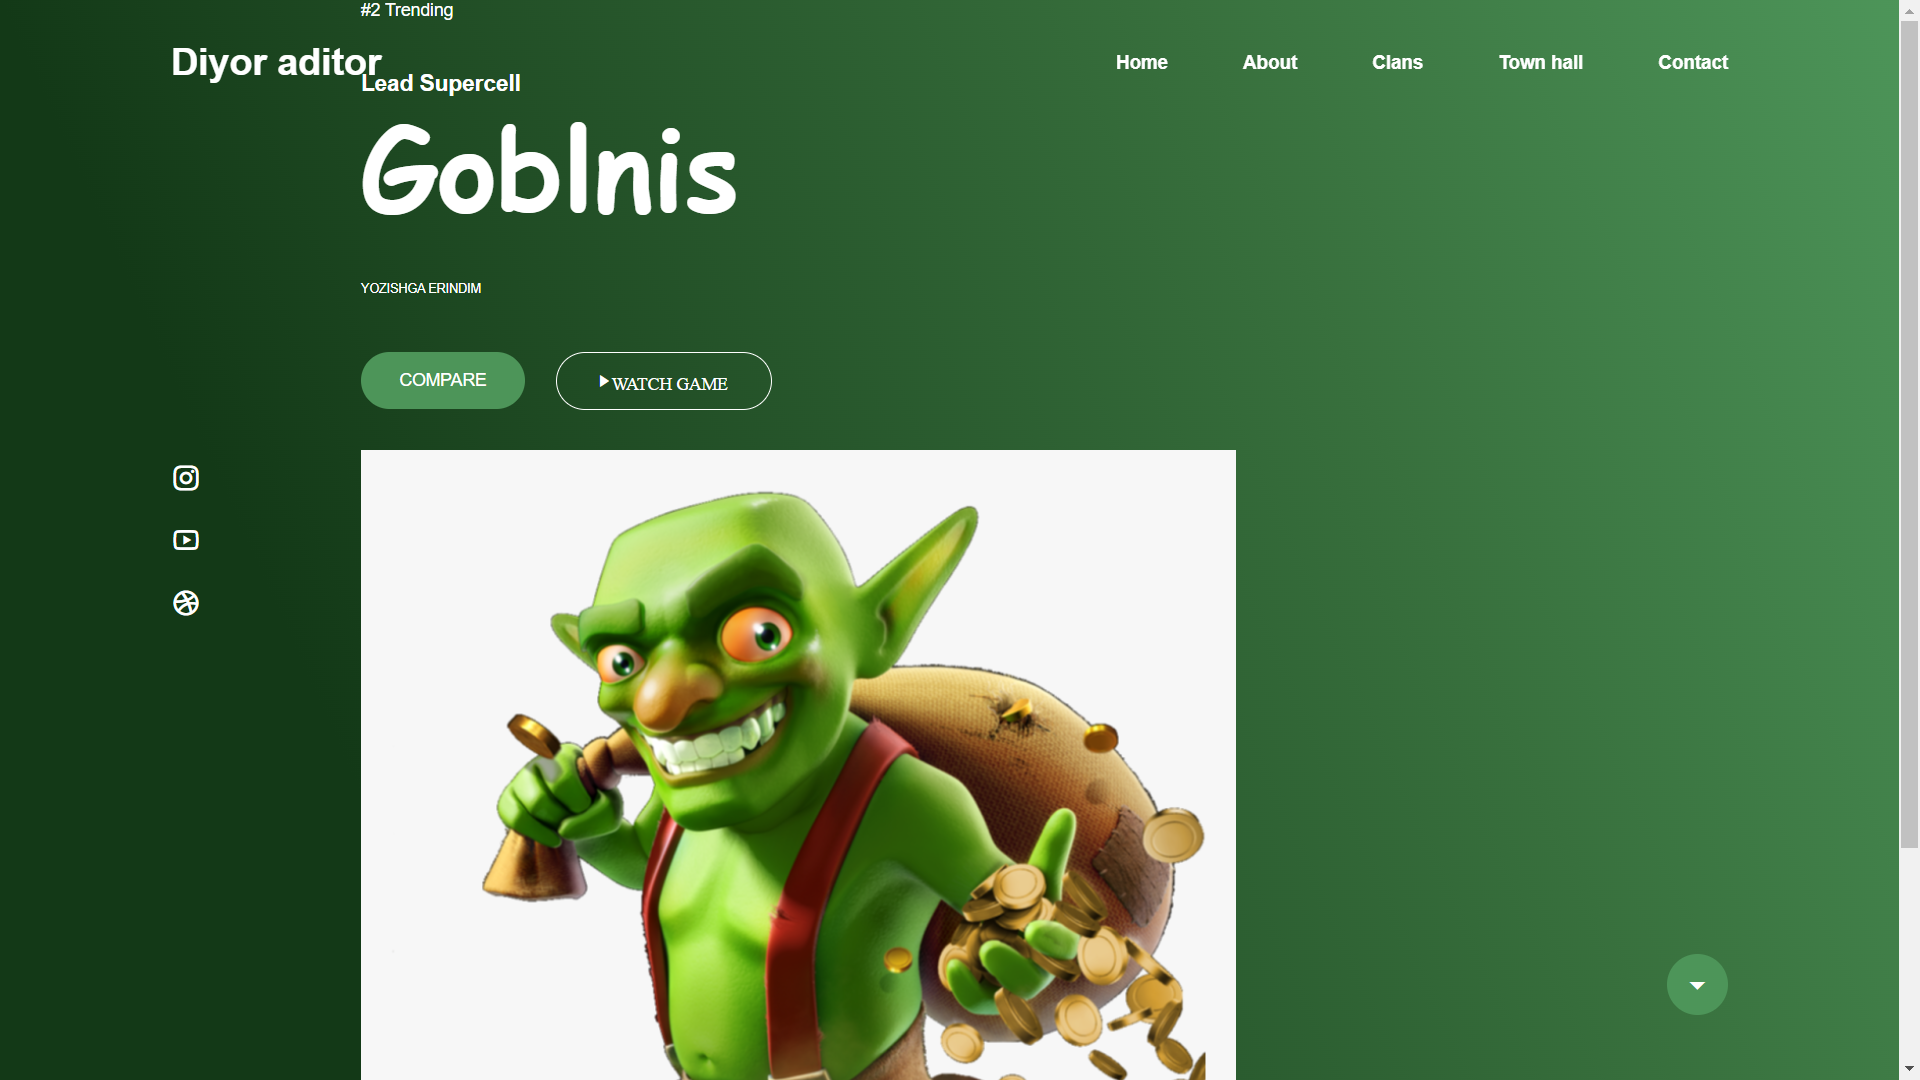 #2 Trending
Diyor aditor
Home About Clans Town hall Contact
Lead Supercell
Goblnis
YOZISHGA ERINDIM
COMPARE
WATCH GAME